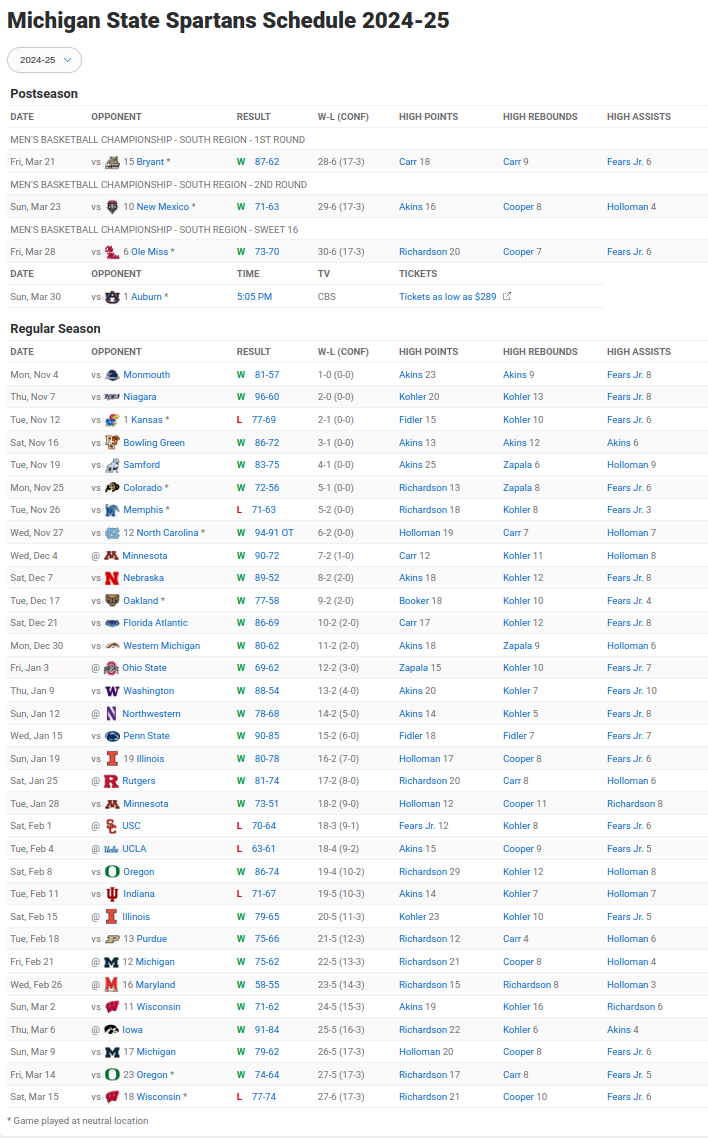 Michigan State Spartans Schedule 2024-25
2024-25
Postseason
DATE OPPONENT RESULT W-L (CONF) HIGH POINTS HIGH REBOUNDS HIGH ASSISTS
MEN'S BASKETBALL CHAMPIONSHIP - SOUTH REGION - 1ST ROUND
Fri, Mar 21 vs 15 Bryant * W 87-62 28-6 (17-3) Carr 18 Carr 9 Fears Jr. 6
MEN'S BASKETBALL CHAMPIONSHIP - SOUTH REGION - 2ND ROUND
Sun, Mar 23 vs 10 New Mexico * W 71-63 29-6 (17-3) Akins 16 Cooper 8 Holloman 4
MEN'S BASKETBALL CHAMPIONSHIP - SOUTH REGION - SWEET 16
Fri, Mar 28 vs 6 Ole Miss * W 73-70 30-6 (17-3) Richardson 20 Cooper 7 Fears Jr. 6
DATE OPPONENT TIME TV TICKETS
Sun, Mar 30 vs 1 Auburn * 5:05 PM CBS Tickets as low as $289
Regular Season
DATE OPPONENT RESULT W-L (CONF) HIGH POINTS HIGH REBOUNDS HIGH ASSISTS
Mon, Nov 4 vs Monmouth W 81-57 1-0 (0-0) Akins 23 Akins 9 Fears Jr. 8
Thu, Nov 7 vs Niagara W 96-60 2-0 (0-0) Kohler 20 Kohler 13 Fears Jr. 8
Tue, Nov 12 vs 1 Kansas * L 77-69 2-1 (0-0) Fidler 15 Kohler 10 Fears Jr. 6
Sat, Nov 16 vs Bowling Green W 86-72 3-1 (0-0) Akins 13 Akins 12 Akins 6
Tue, Nov 19 vs Samford W 83-75 4-1 (0-0) Akins 25 Zapala 6 Holloman 9
Mon, Nov 25 vs Colorado * W 72-56 5-1 (0-0) Richardson 13 Zapala 8 Fears Jr. 6
Tue, Nov 26 vs Memphis * L 71-63 5-2 (0-0) Richardson 18 Kohler 8 Fears Jr. 3
Wed, Nov 27 vs 12 North Carolina * W 94-91 OT 6-2 (0-0) Holloman 19 Carr 7 Holloman 7
Wed, Dec 4 @ Minnesota W 90-72 7-2 (1-0) Carr 12 Kohler 11 Holloman 8
Sat, Dec 7 vs Nebraska W 89-52 8-2 (2-0) Akins 18 Kohler 12 Fears Jr. 8
Tue, Dec 17 vs Oakland * W 77-58 9-2 (2-0) Booker 18 Kohler 10 Fears Jr. 4
Sat, Dec 21 vs Florida Atlantic W 86-69 10-2 (2-0) Carr 17 Kohler 12 Fears Jr. 8
Mon, Dec 30 vs Western Michigan W 80-62 11-2 (2-0) Akins 18 Zapala 9 Holloman 6
Fri, Jan 3 @ Ohio State W 69-62 12-2 (3-0) Zapala 15 Kohler 10 Fears Jr. 7
Thu, Jan 9 vs Washington W 88-54 13-2 (4-0) Akins 20 Kohler 7 Fears Jr. 10
Sun, Jan 12 @ Northwestern W 78-68 14-2 (5-0) Akins 14 Kohler 5 Fears Jr. 8
Wed, Jan 15 vs Penn State W 90-85 15-2 (6-0) Fidler 18 Fidler 7 Fears Jr. 7
Sun, Jan 19 vs 19 Illinois W 80-78 16-2 (7-0) Holloman 17 Cooper 8 Fears Jr. 6
Sat, Jan 25 @ Rutgers W 81-74 17-2 (8-0) Richardson 20 Carr 8 Holloman 6
Tue, Jan 28 vs Minnesota W 73-51 18-2 (9-0) Holloman 12 Cooper 11 Richardson 8
Sat, Feb 1 @ USC L 70-64 18-3 (9-1) Fears Jr. 12 Kohler 8 Fears Jr. 6
Tue, Feb 4 @ UCLA L 63-61 18-4 (9-2) Akins 15 Cooper 9 Fears Jr. 5
Sat, Feb 8 vs Oregon W 86-74 19-4 (10-2) Richardson 29 Kohler 12 Holloman 8
Tue, Feb 11 vs Indiana L 71-67 19-5 (10-3) Akins 14 Kohler 7 Holloman 7
Sat, Feb 15 @ Illinois W 79-65 20-5 (11-3) Kohler 23 Kohler 10 Fears Jr. 5
Tue, Feb 18 vs 13 Purdue W 75-66 21-5 (12-3) Richardson 12 Carr 4 Holloman 6
Fri, Feb 21 @ 12 Michigan W 75-62 22-5 (13-3) Richardson 21 Cooper 8 Holloman 4
Wed, Feb 26 @ 16 Maryland W 58-55 23-5 (14-3) Richardson 15 Richardson 8 Holloman 3
Sun, Mar 2 vs 11 Wisconsin W 71-62 24-5 (15-3) Akins 19 Kohler 16 Richardson 6
Thu, Mar 6 @ Iowa W 91-84 25-5 (16-3) Richardson 22 Kohler 6 Akins 4
Sun, Mar 9 vs 17 Michigan W 79-62 26-5 (17-3) Holloman 20 Cooper 8 Fears Jr. 6
Fri, Mar 14 vs 23 Oregon * W 74-64 27-5 (17-3) Richardson 17 Carr 8 Fears Jr. 5
Sat, Mar 15 vs 18 Wisconsin * L 77-74 27-6 (17-3) Richardson 21 Cooper 10 Fears Jr. 6
* Game played at neutral location